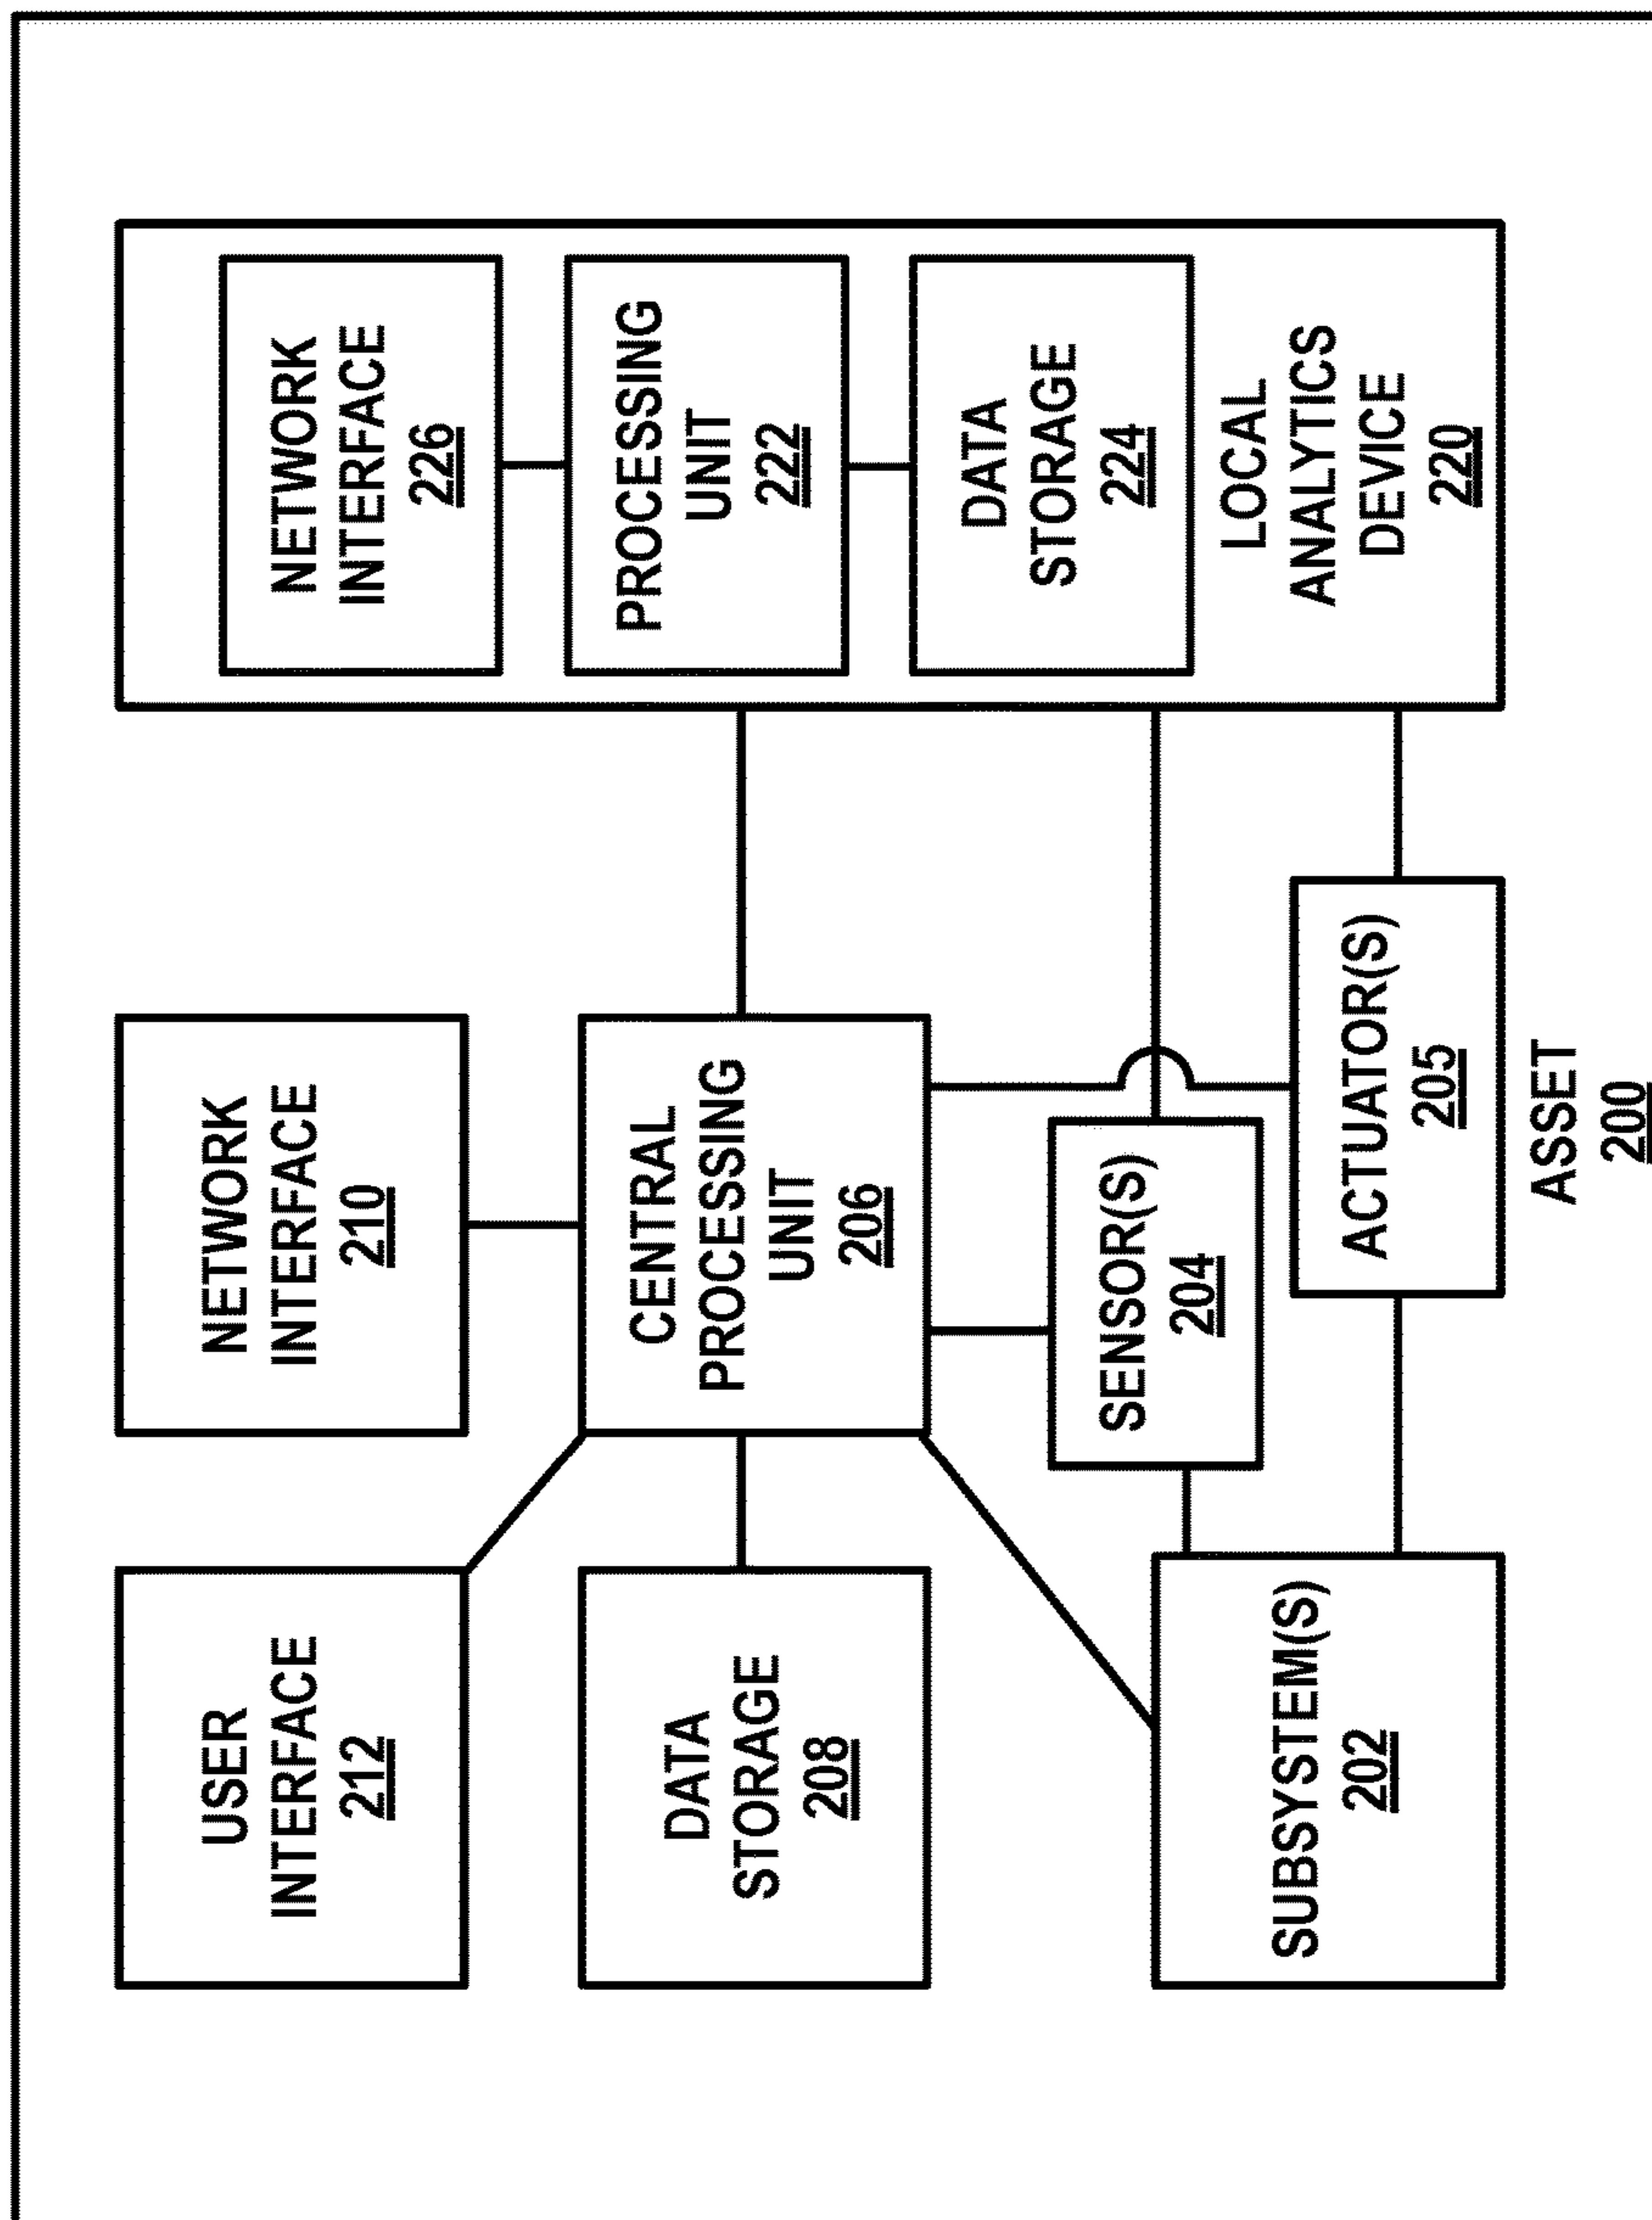 USER
INTERFACE
212
NETWORK
INTERFACE
210
NETWORK
INTERFACE
226
DATA
STORAGE
208
CENTRAL
PROCESSING
UNIT
206
PROCESSING
UNIT
222
DATA
STORAGE
224
SUBSYSTEM(S)
202
SENSOR(S)
204
ACTUATOR(S)
205
LOCAL
ANALYTICS
DEVICE
220
ASSET
200